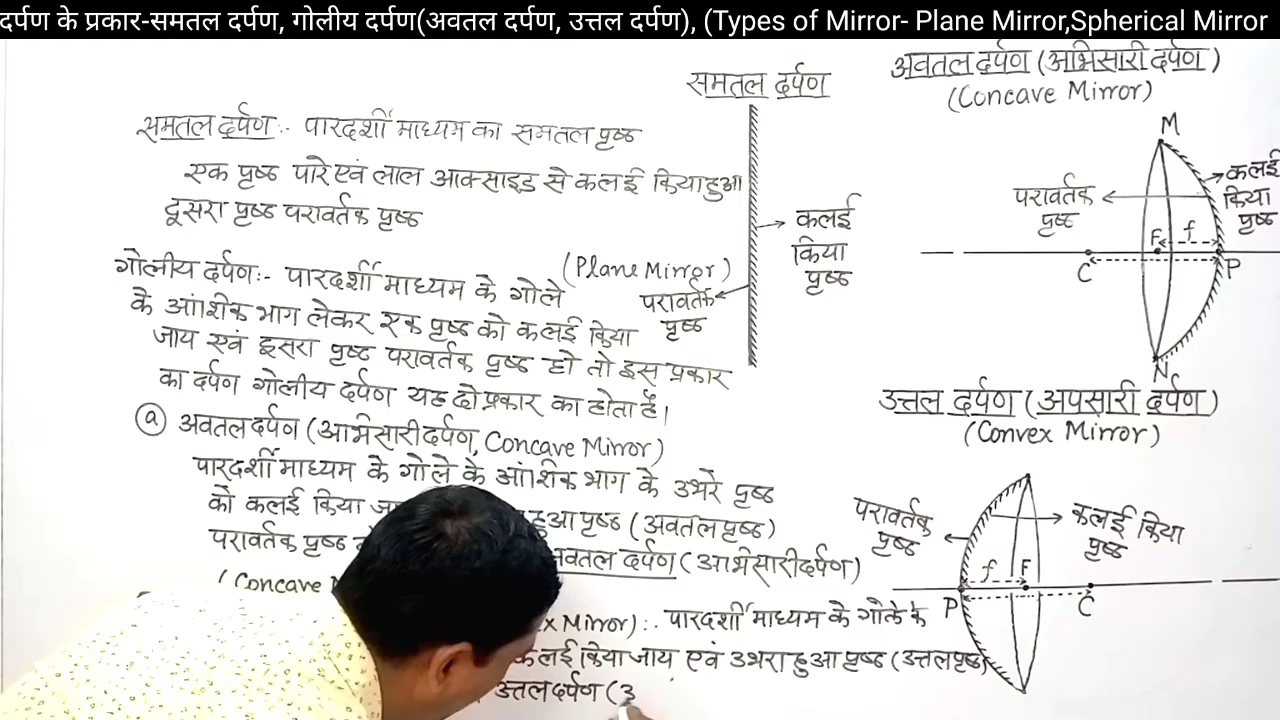 दर्पण के प्रकार-समतल दर्पण, गोलीय दर्पण(अवतल दर्पण, उत्तल दर्पण), (Types of Mirror- Plane Mirror,Spherical Mirror
समतल दर्पण
अवतल दर्पण (अभिसारी दर्पण)
(Concave Mirror)
समतल दर्पण :- पारदर्शी माध्यम का समतल पृष्ठ
एक पृष्ठ पारे एवं लाल आक्साइड से कलई किया हुआ
दूसरा पृष्ठ परावर्तक पृष्ठ
कलई
किया
पृष्ठ
(Plane Mirror)
परावर्तक
पृष्ठ
M
कलई
किया
पृष्ठ
परावर्तक
पृष्ठ
F f
C P
N
गोलीय दर्पण:- पारदर्शी माध्यम के गोले
के आंशिक भाग लेकर एक पृष्ठ को कलई किया
जाय एवं दूसरा पृष्ठ परावर्तक पृष्ठ हो तो इस प्रकार
का दर्पण गोलीय दर्पण यह दो प्रकार का होता है।
(a) अवतल दर्पण (अभिसारी दर्पण, Concave Mirror)
पारदर्शी माध्यम के गोले के आंशिक भाग के उभरे पृष्ठ
को कलई किया हुआ पृष्ठ (अवतल पृष्ठ)
परावर्तक पृष्ठ अवतल दर्पण (अभिसारी दर्पण)
(Concave
Mirror) :- पारदर्शी माध्यम के गोले के
कलई किया जाय एवं उभरा हुआ पृष्ठ (उत्तल पृष्ठ)
उत्तल दर्पण (
उत्तल दर्पण (अपसारी दर्पण)
(Convex Mirror)
परावर्तक
पृष्ठ
कलई किया
पृष्ठ
f F
P C